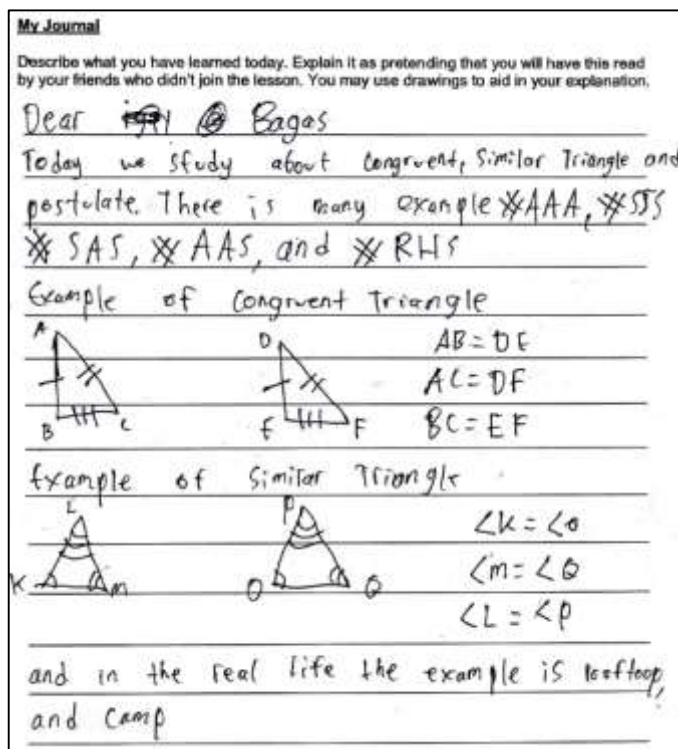 My Journal
Describe what you have learned today. Explain it as pretending that you will have this read
by your friends who didn't join the lesson. You may use drawings to aid in your explanation.
Dear Bagas
Today we study about congruent, Similar Triangle and
postulate. There is many example AAA, SSS
SAS, AAS, and RHS
Example of Congruent Triangle
A D AB = DE
AC = DF
B C E F BC = EF
Example of Similar Triangle
L P ∠K = ∠O
K M O Q ∠M = ∠Q
∠L = ∠P
and in the real life the example is
and camp